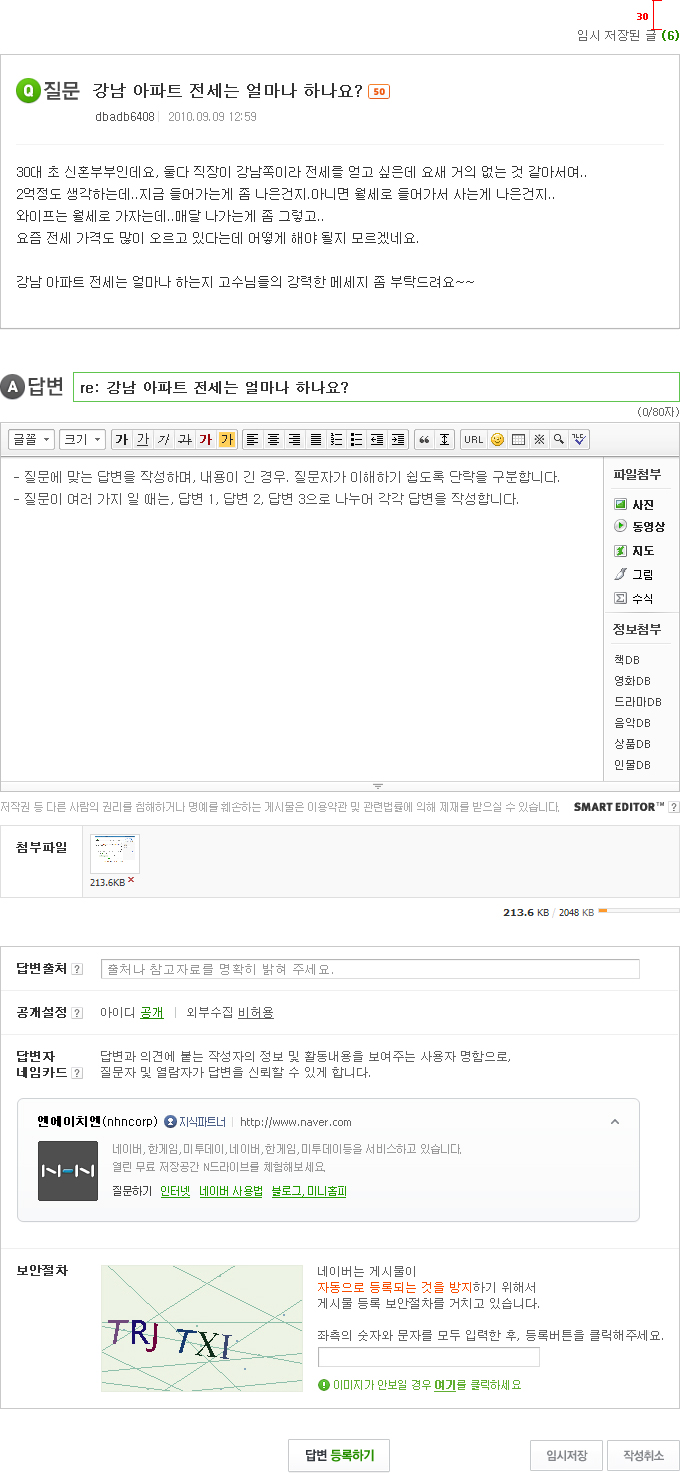 30
임시 저장된 글 (6)
Q 질문 강남 아파트 전세는 얼마나 하나요? 50
dbadb6408 2010.09.09 12:59
30대 초 신혼부부인데요, 둘다 직장이 강남쪽이라 전세를 얻고 싶은데 요새 거의 없는 것 같아서여..
2억정도 생각하는데..지금 들어가는게 좀 나은건지.아니면 월세로 들어가서 사는게 나은건지..
와이프는 월세로 가자는데..매달 나가는게 좀 그렇고..
요즘 전세 가격도 많이 오르고 있다는데 어떻게 해야 될지 모르겠네요.
강남 아파트 전세는 얼마나 하는지 고수님들의 강력한 메세지 좀 부탁드려요~~
A 답변 re: 강남 아파트 전세는 얼마나 하나요?
(0/80자)
글꼴 크기 가 가 가 가 가 가 URL
- 질문에 맞는 답변을 작성하며, 내용이 긴 경우. 질문자가 이해하기 쉽도록 단락을 구분합니다.
- 질문이 여러 가지 일 때는, 답변 1, 답변 2, 답변 3으로 나누어 각각 답변을 작성합니다.
파일첨부
사진
동영상
지도
그림
수식
정보첨부
책DB
영화DB
드라마DB
음악DB
상품DB
인물DB
저작권 등 다른 사람의 권리를 침해하거나 명예를 훼손하는 게시물은 이용약관 및 관련법률에 의해 제재를 받으실 수 있습니다. SMART EDITOR™ ?
첨부파일
213.6KB
213.6 KB / 2048 KB
답변출처 ? 출처나 참고자료를 명확히 밝혀 주세요.
공개설정 ? 아이디 공개 | 외부수집 비허용
답변자 답변과 의견에 붙는 작성자의 정보 및 활동내용을 보여주는 사용자 명함으로,
네임카드 ? 질문자 및 열람자가 답변을 신뢰할 수 있게 합니다.
엔에이치엔(nhncorp) 지식파트너 | http://www.naver.com
NHN
네이버, 한게임, 미투데이, 네이버, 한게임, 미투데이등을 서비스하고 있습니다.
열린 무료 저장공간 N드라이브를 체험해보세요.
질문하기 인터넷 네이버 사용법 블로그, 미니홈피
보안절차
TRJ TXI
네이버는 게시물이
자동으로 등록되는 것을 방지하기 위해서
게시물 등록 보안절차를 거치고 있습니다.
좌측의 숫자와 문자를 모두 입력한 후, 등록버튼을 클릭해주세요.
이미지가 안보일 경우 여기를 클릭하세요
답변 등록하기 임시저장 작성취소